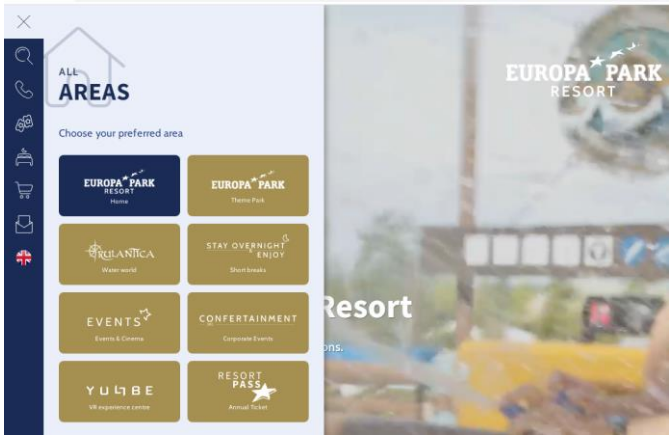 ALL
AREAS
Choose your preferred area
EUROPA PARK
RESORT
Home
EUROPA PARK
Theme Park
RULANTICA
Water world
STAY OVERNIGHT
& ENJOY
Short breaks
EVENTS
Events & Cinema
CONFERTAINMENT
Corporate Events
YULLBE
VR experience centre
RESORT
PASS
Annual Ticket
EUROPA PARK
RESORT
Resort
ons.